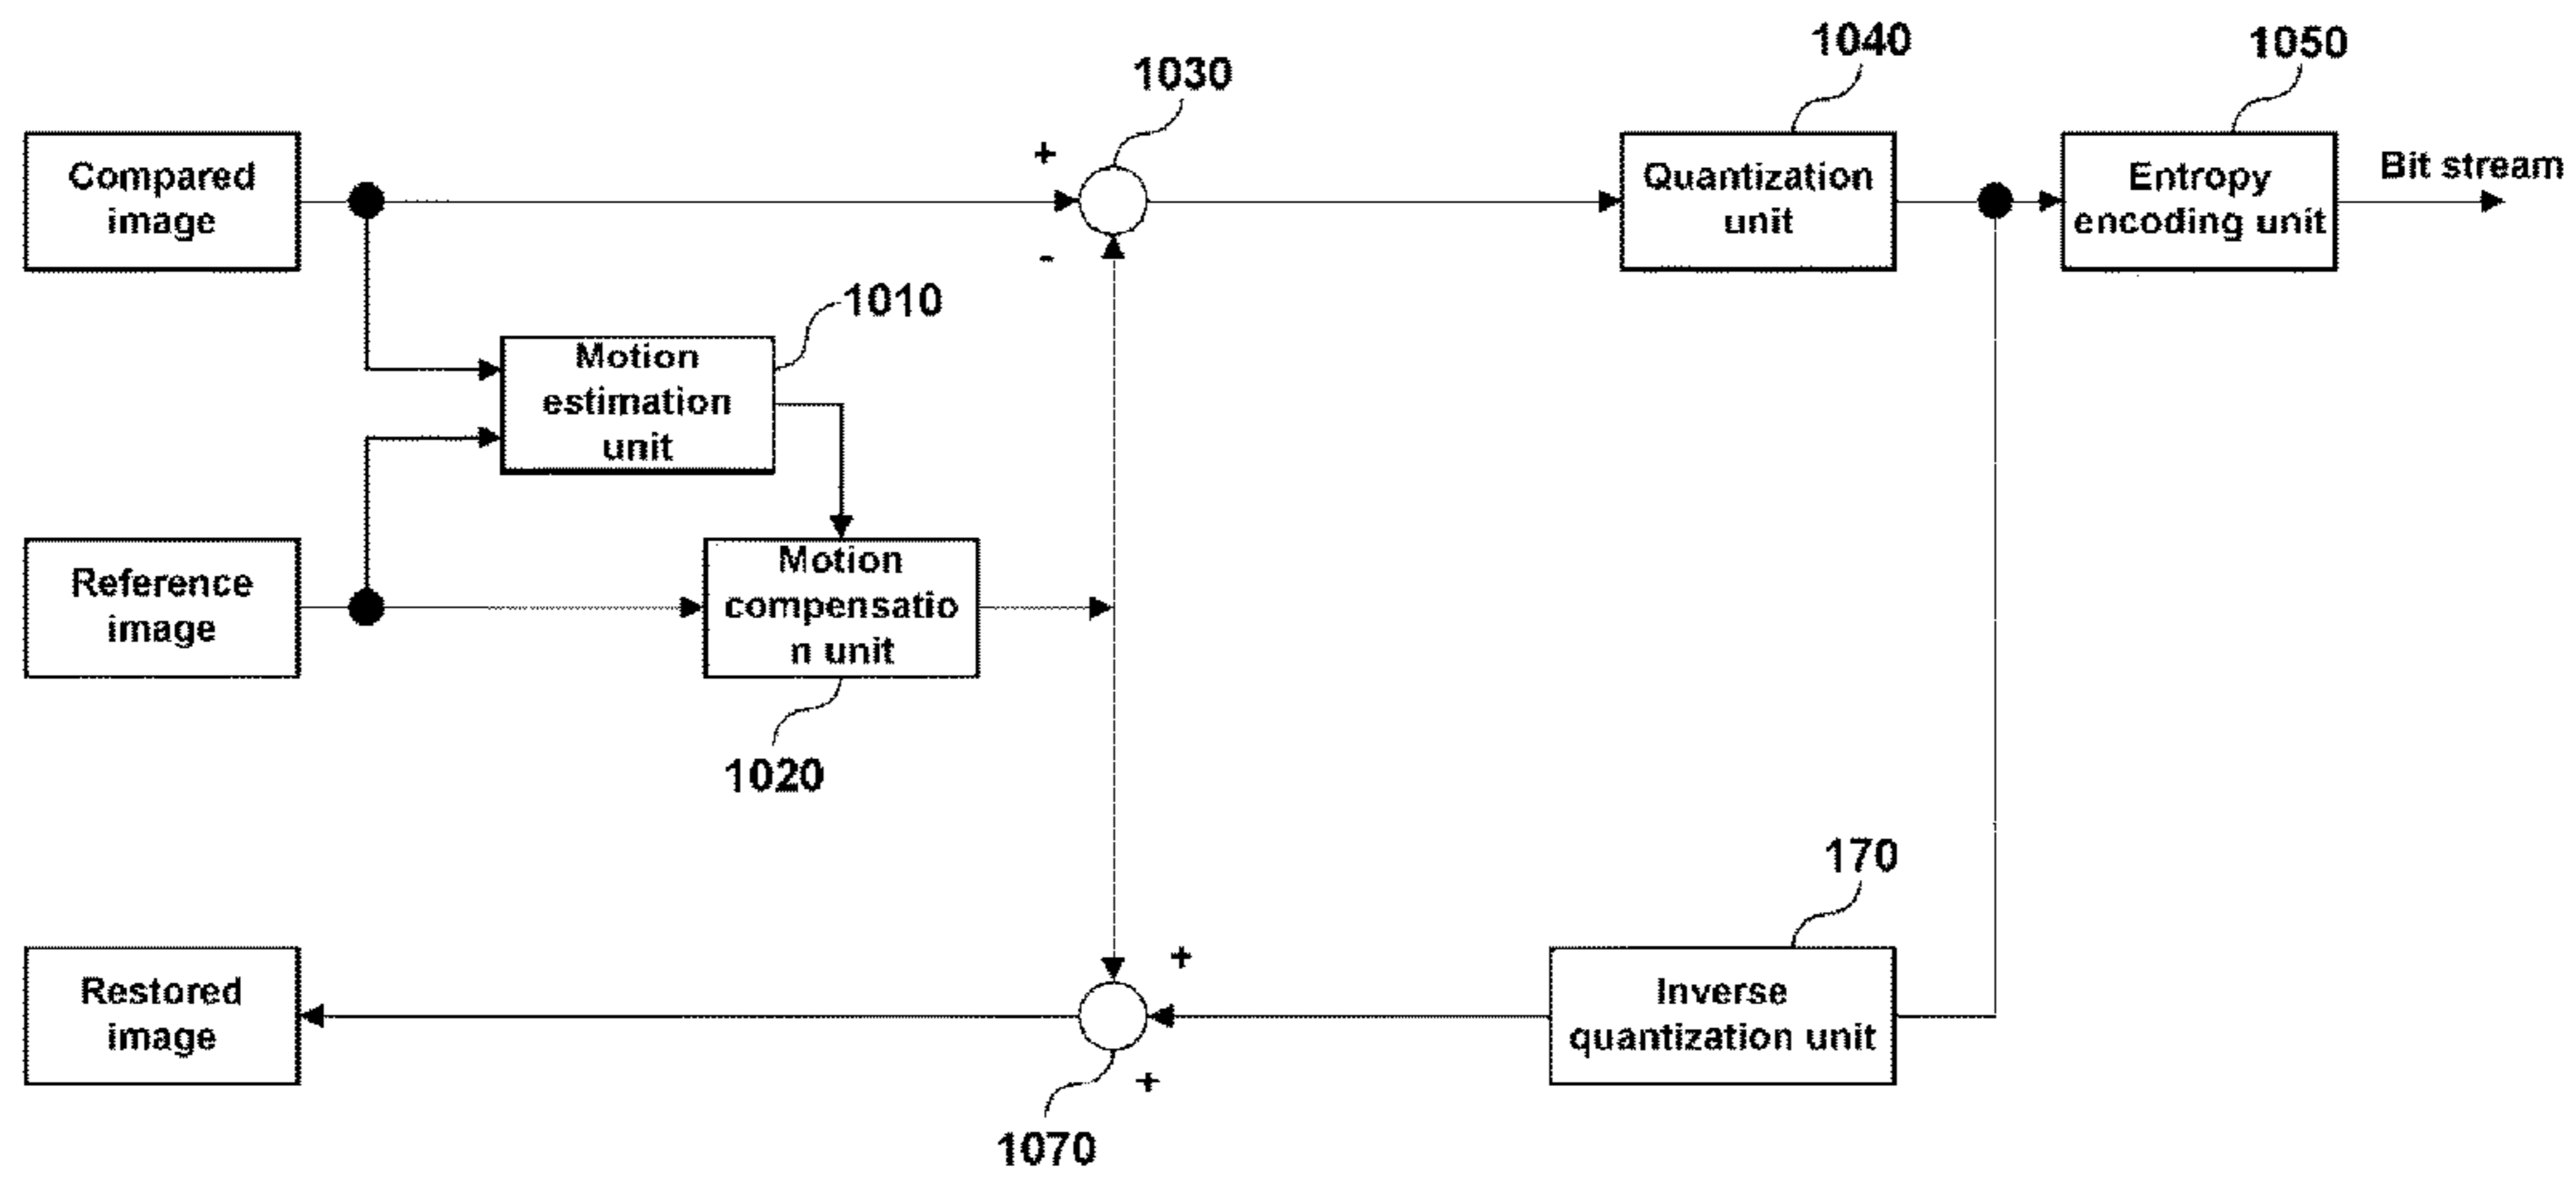 1030
1040
1050
+
Compared
image
Quantization
unit
Entropy
encoding unit
Bit stream
-
1010
Motion
estimation
unit
Reference
image
Motion
compensatio
n unit
1020
170
+
Restored
image
Inverse
quantization unit
+
1070